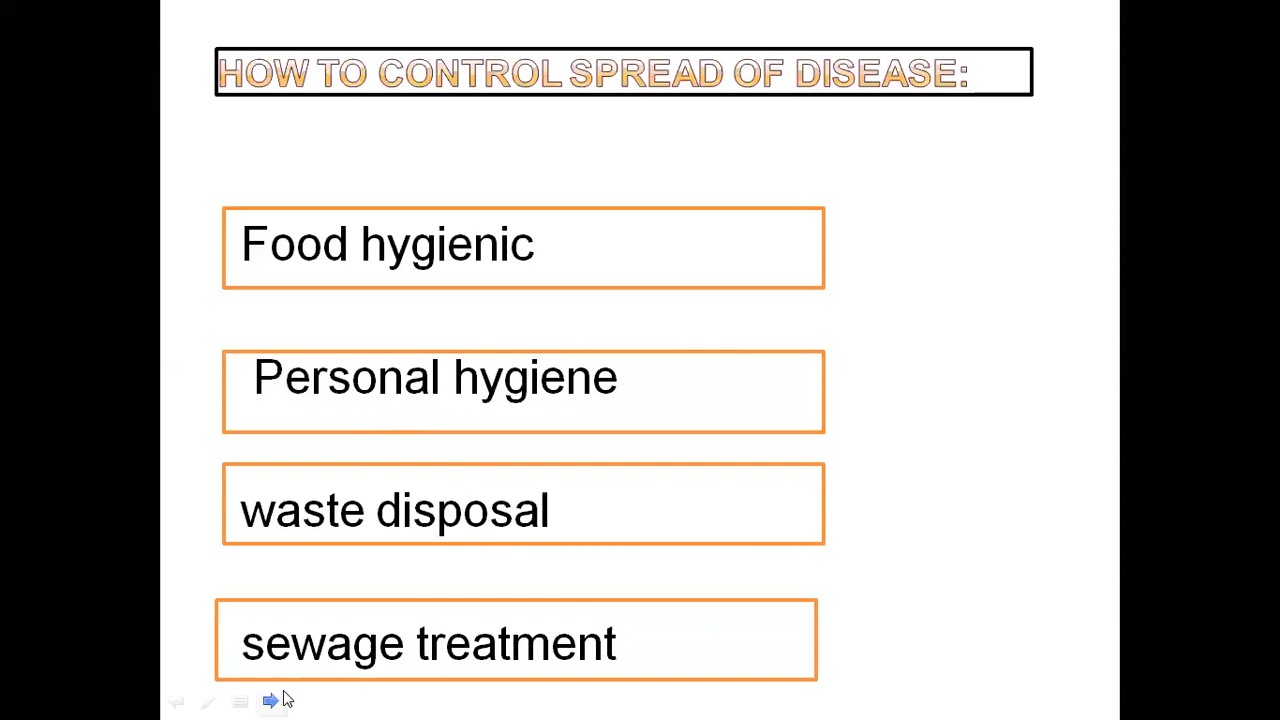 HOW TO CONTROL SPREAD OF DISEASE:
Food hygienic
Personal hygiene
waste disposal
sewage treatment